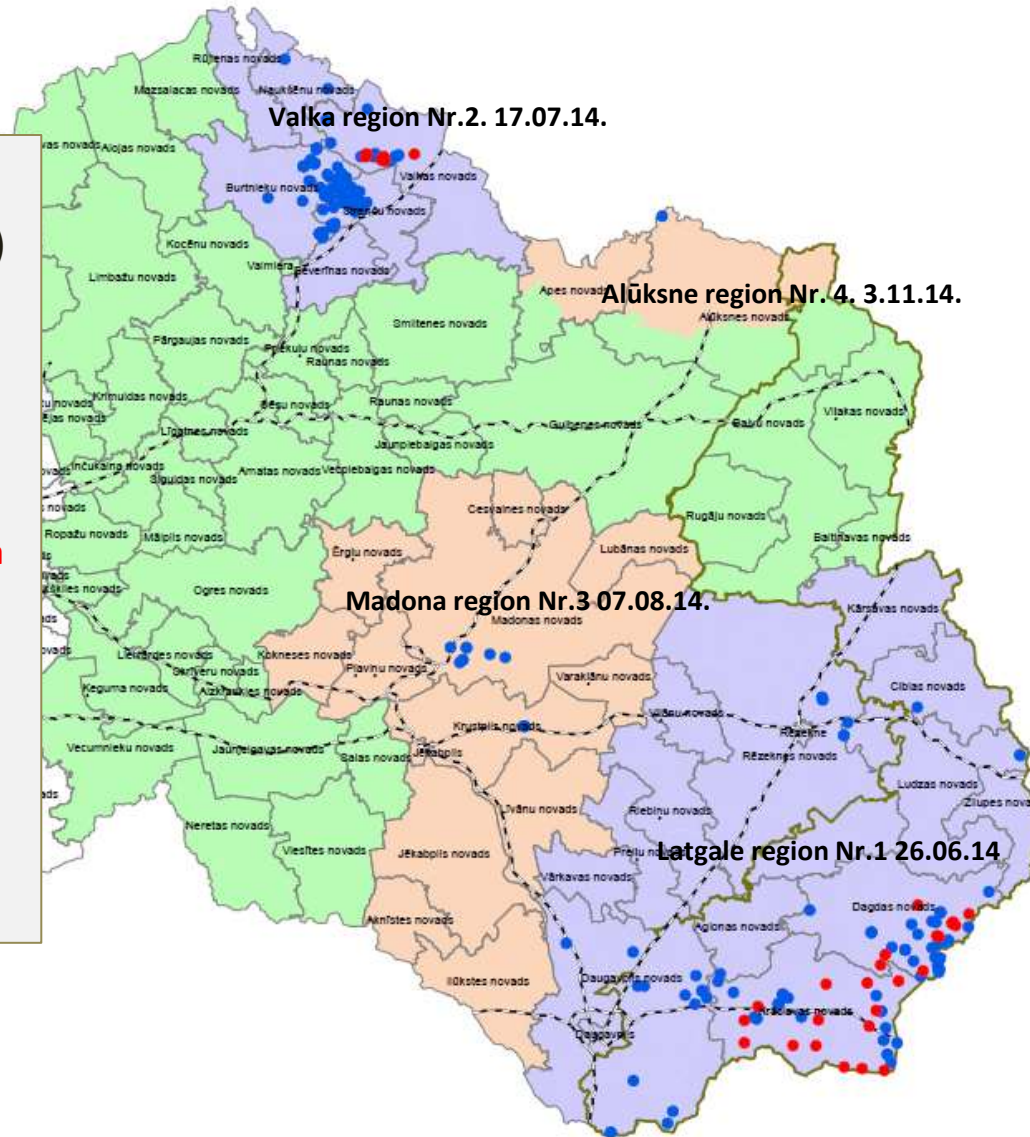 Rūjienas novads
Mazsalacas novads
Naukšēnu novads
Valka region Nr.2. 17.07.14.
Alojas novads
Valkas novads
Burtnieku novads
Strenču novads
Kocēnu novads
Valmiera
Beverīnas novads
Limbažu novads
Apes novads
Alūksne region Nr. 4. 3.11.14.
Alūksnes novads
Smiltenes novads
Pārgaujas novads
Priekuļu novads
Raunas novads
Krimuldas novads
Cēsu novads
Raunas novads
Viļakas novads
Līgatnes novads
Gulbenes novads
Balvu novads
Jaunpiebalgas novads
Inčukalna novads
Siguldas novads
Amatas novads
Vecpiebalgas novads
Cesvaines novads
Rugāju novads
Ropažu novads
Mālpils novads
Baltinavas novads
Ērgļu novads
Lubānas novads
Ogres novads
Madona region Nr.3 07.08.14.
Madonas novads
Kārsavas novads
Lielvārdes novads
Kokneses novads
Skrīveru novads
Pļaviņu novads
Ķeguma novads
Aizkraukles novads
Varakļānu novads
Ciblas novads
Viļānu novads
Krustpils novads
Rēzekne
Vecumnieku novads
Jaunjelgavas novads
Jēkabpils
Salas novads
Rēzeknes novads
Ludzas novads
Zilupes nova
Līvānu novads
Riebiņu novads
Neretas novads
Viesītes novads
Jēkabpils novads
Preiļu novads
Latgale region Nr.1 26.06.14
Vārkavas novads
Dagdas novads
Aknīstes novads
Aglonas novads
Ilūkstes novads
Daugavpils novads
Krāslavas novads
Daugavpils